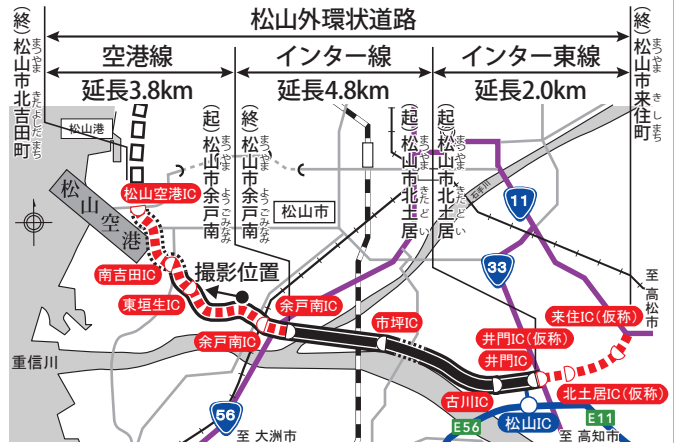 松山外環状道路
空港線
インター線
インター東線
延長3.8km
延長4.8km
延長2.0km
(終)松山市北吉田町
まつやま きたよしだ まち
(起)松山市余戸南
まつやま ようごみなみ
(終)松山市余戸南
まつやま ようごみなみ
(起)松山市北土居
まつやま きたどい
(起)松山市北土居
まつやま きたどい
(終)松山市来住町
まつやま きしまち
松山港
松山空港
松山空港IC
松山市
石手川
11
33
56
南吉田IC
東垣生IC
撮影位置
余戸南IC
余戸南IC
市坪IC
井門IC(仮称)
井門IC
来住IC(仮称)
北土居IC(仮称)
古川IC
松山IC
重信川
至 高松市
至 大洲市
至 高知市
E56
E11